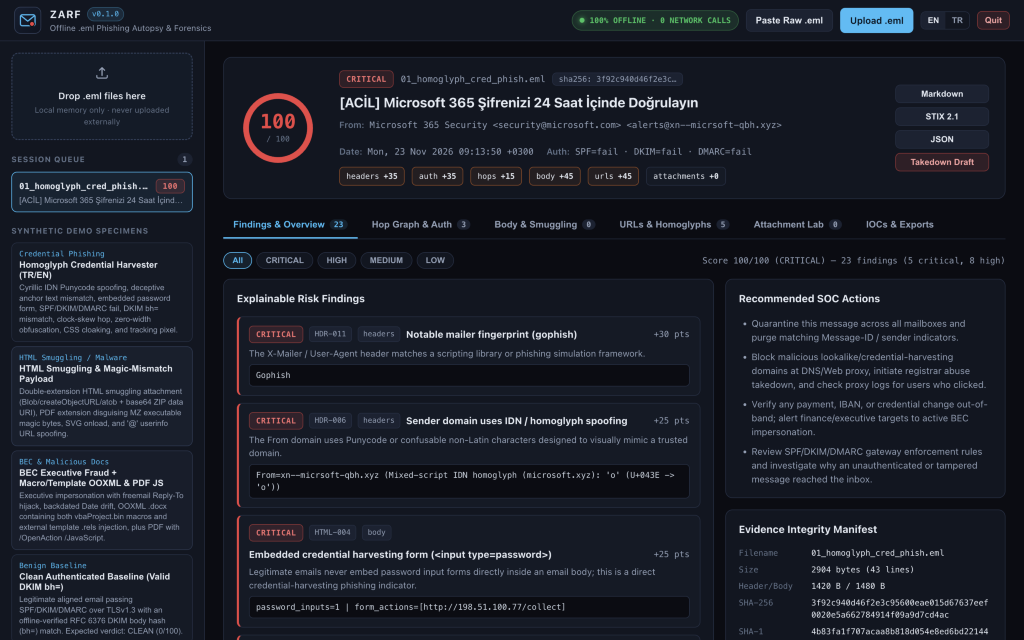 ZARF v0.1.0
Offline .eml Phishing Autopsy & Forensics
100% OFFLINE · 0 NETWORK CALLS
Paste Raw .eml
Upload .eml
EN TR
Quit
Drop .eml files here
Local memory only · never uploaded
externally
SESSION QUEUE 1
01_homoglyph_cred_phish.… 100
[ACİL] Microsoft 365 Şifrenizi 24 Saat İçind…
SYNTHETIC DEMO SPECIMENS
Credential Phishing
Homoglyph Credential Harvester
(TR/EN)
Cyrillic IDN Punycode spoofing, deceptive
anchor text mismatch, embedded password
form, SPF/DKIM/DMARC fail, DKIM bh=
mismatch, clock-skew hop, zero-width
obfuscation, CSS cloaking, and tracking pixel.
HTML Smuggling / Malware
HTML Smuggling & Magic-Mismatch
Payload
Double-extension HTML smuggling attachment
(Blob/createObjectURL/atob + base64 ZIP data
URI), PDF extension disguising MZ executable
magic bytes, SVG onload, and '@' userinfo
URL spoofing.
BEC & Malicious Docs
BEC Executive Fraud +
Macro/Template OOXML & PDF JS
Executive impersonation with freemail Reply-To
hijack, backdated Date drift, OOXML .docx
containing both vbaProject.bin macros and
external template .rels injection, plus PDF with
/OpenAction /JavaScript.
Benign Baseline
Clean Authenticated Baseline (Valid
DKIM bh=)
Legitimate aligned email passing
SPF/DKIM/DMARC over TLSv1.3 with an
offline-verified RFC 6376 DKIM body hash
(bh=) match. Expected verdict: CLEAN (0/100).
100
/ 100
CRITICAL 01_homoglyph_cred_phish.eml sha256: 3f92c940d46f2e3c…
[ACİL] Microsoft 365 Şifrenizi 24 Saat İçinde Doğrulayın
From: Microsoft 365 Security <security@microsoft.com> <alerts@xn--micrsoft-qbh.xyz>
Date: Mon, 23 Nov 2026 09:13:50 +0300 Auth: SPF=fail · DKIM=fail · DMARC=fail
headers +35 auth +35 hops +15 body +45 urls +45 attachments +0
Markdown
STIX 2.1
JSON
Takedown Draft
Findings & Overview 23 Hop Graph & Auth 3 Body & Smuggling 0 URLs & Homoglyphs 5 Attachment Lab 0 IOCs & Exports
All CRITICAL HIGH MEDIUM LOW
Score 100/100 (CRITICAL) — 23 findings (5 critical, 8 high)
Explainable Risk Findings
CRITICAL HDR-011 headers Notable mailer fingerprint (gophish) +30 pts
The X-Mailer / User-Agent header matches a scripting library or phishing simulation framework.
Gophish
CRITICAL HDR-006 headers Sender domain uses IDN / homoglyph spoofing +25 pts
The From domain uses Punycode or confusable non-Latin characters designed to visually mimic a trusted
domain.
From=xn--micrsoft-qbh.xyz (Mixed-script IDN homoglyph (microsoft.xyz): 'о' (U+043E ->
'o'))
CRITICAL HTML-004 body
Embedded credential harvesting form (<input type=password>) +25 pts
Legitimate emails never embed password input forms directly inside an email body; this is a direct
credential-harvesting phishing indicator.
password_inputs=1 | form_actions=[http://198.51.100.77/collect]
Recommended SOC Actions
• Quarantine this message across all mailboxes and
purge matching Message-ID / sender indicators.
• Block malicious lookalike/credential-harvesting
domains at DNS/Web proxy, initiate registrar abuse
takedown, and check proxy logs for users who clicked.
• Verify any payment, IBAN, or credential change out-of-
band; alert finance/executive targets to active BEC
impersonation.
• Review SPF/DKIM/DMARC gateway enforcement rules
and investigate why an unauthenticated or tampered
message reached the inbox.
Evidence Integrity Manifest
Filename 01_homoglyph_cred_phish.eml
Size 2904 bytes (43 lines)
Header/Body 1420 B / 1480 B
SHA-256 3f92c940d46f2e3c95600eae015d67637eef
0020e5a662784914f09a9d7cd4ac
SHA-1 4b83fa1f707acaa8b818d054e8ed6bd22144